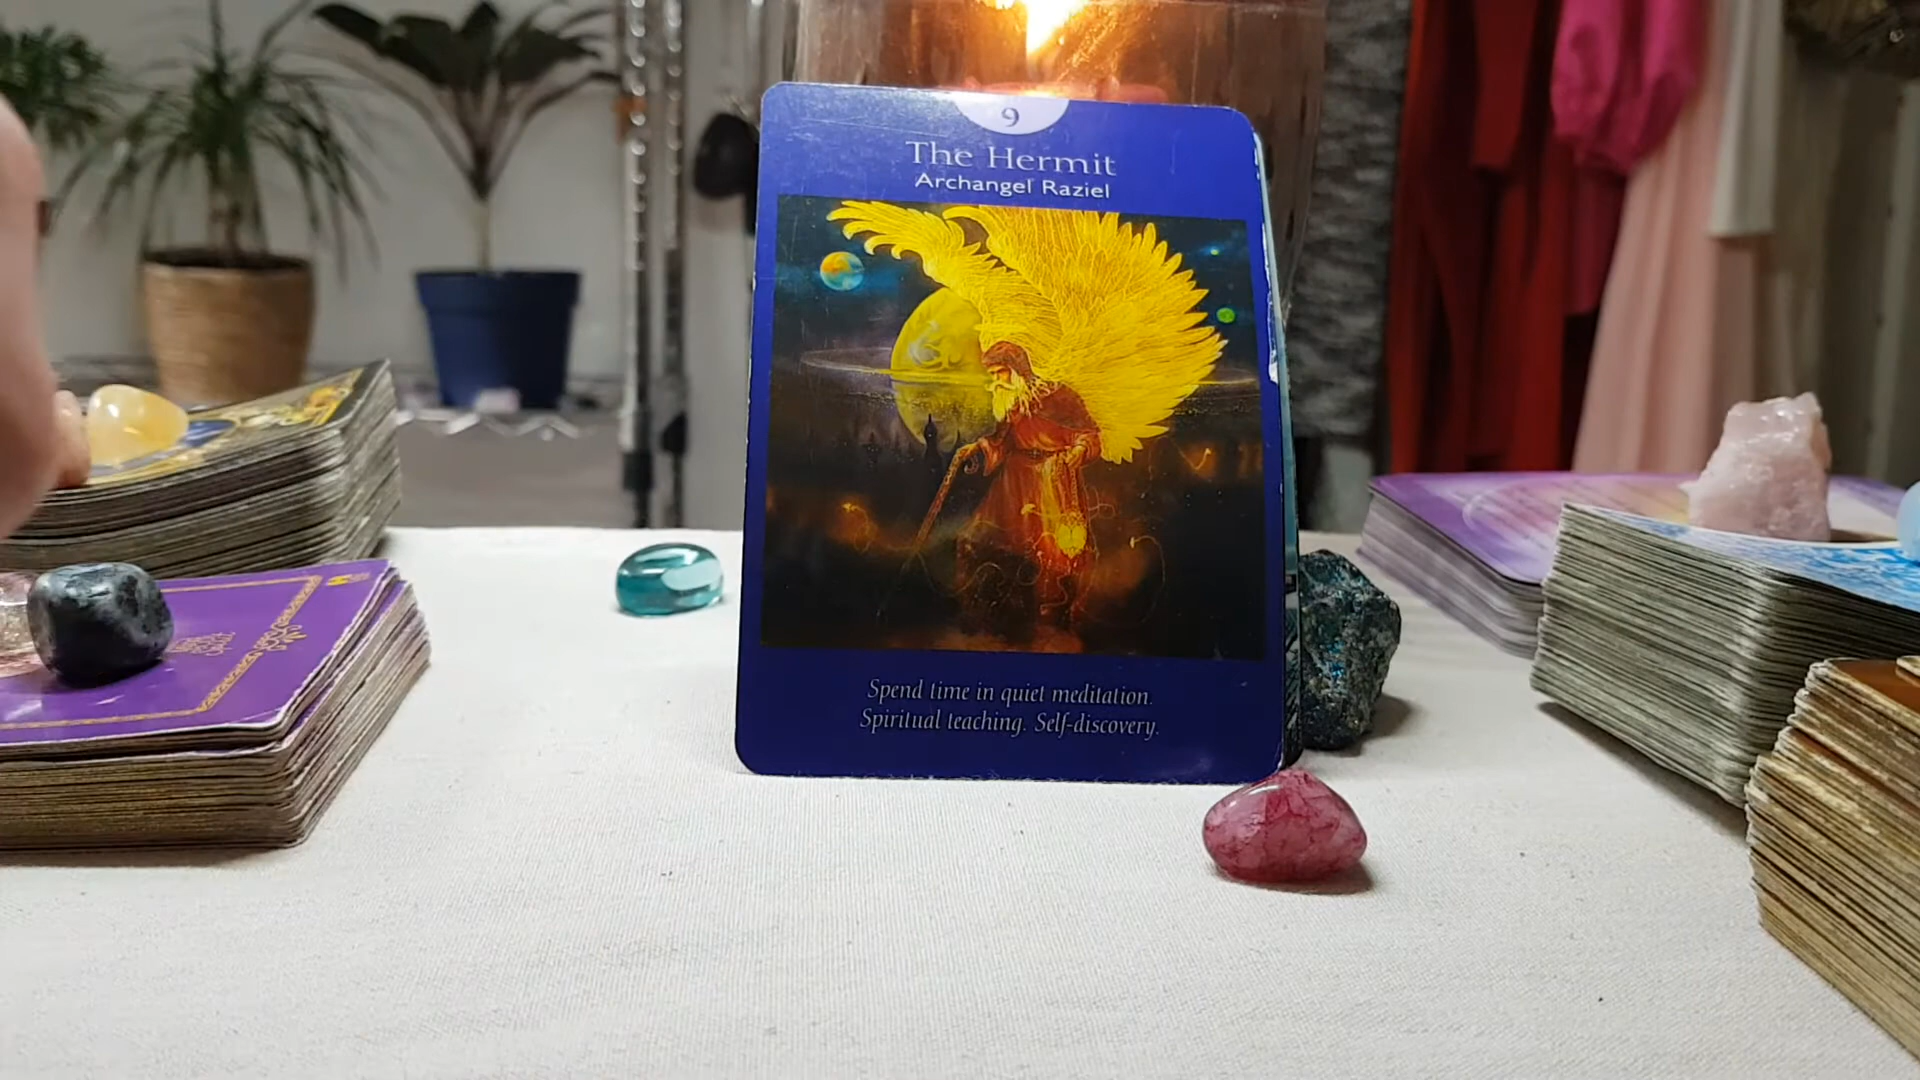 9
The Hermit
Archangel Raziel
Spend time in quiet meditation.
Spiritual teaching. Self-discovery.